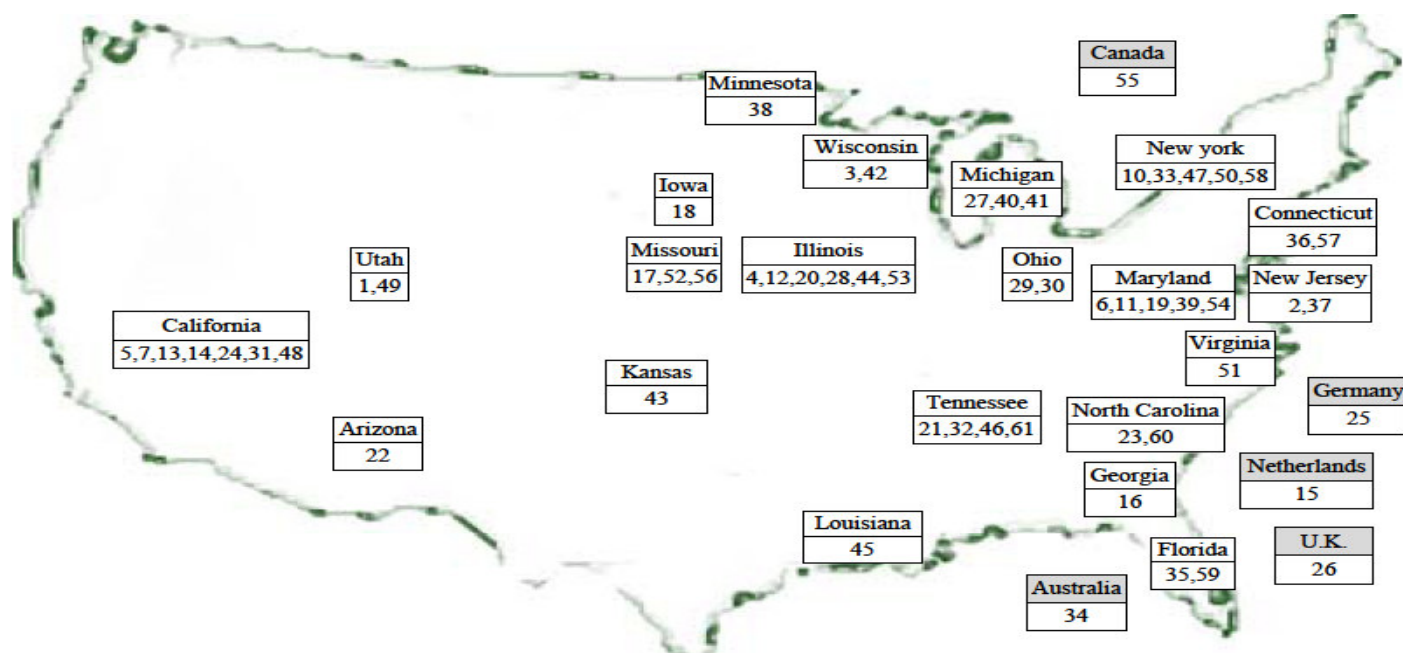 Canada
55
Minnesota
38
Wisconsin
3,42
New york
10,33,47,50,58
Michigan
27,40,41
Iowa
18
Connecticut
36,57
Utah
1,49
Missouri
17,52,56
Illinois
4,12,20,28,44,53
Ohio
29,30
Maryland
6,11,19,39,54
New Jersey
2,37
California
5,7,13,14,24,31,48
Virginia
51
Kansas
43
Germany
25
Tennessee
21,32,46,61
North Carolina
23,60
Arizona
22
Netherlands
15
Georgia
16
Louisiana
45
U.K.
26
Florida
35,59
Australia
34